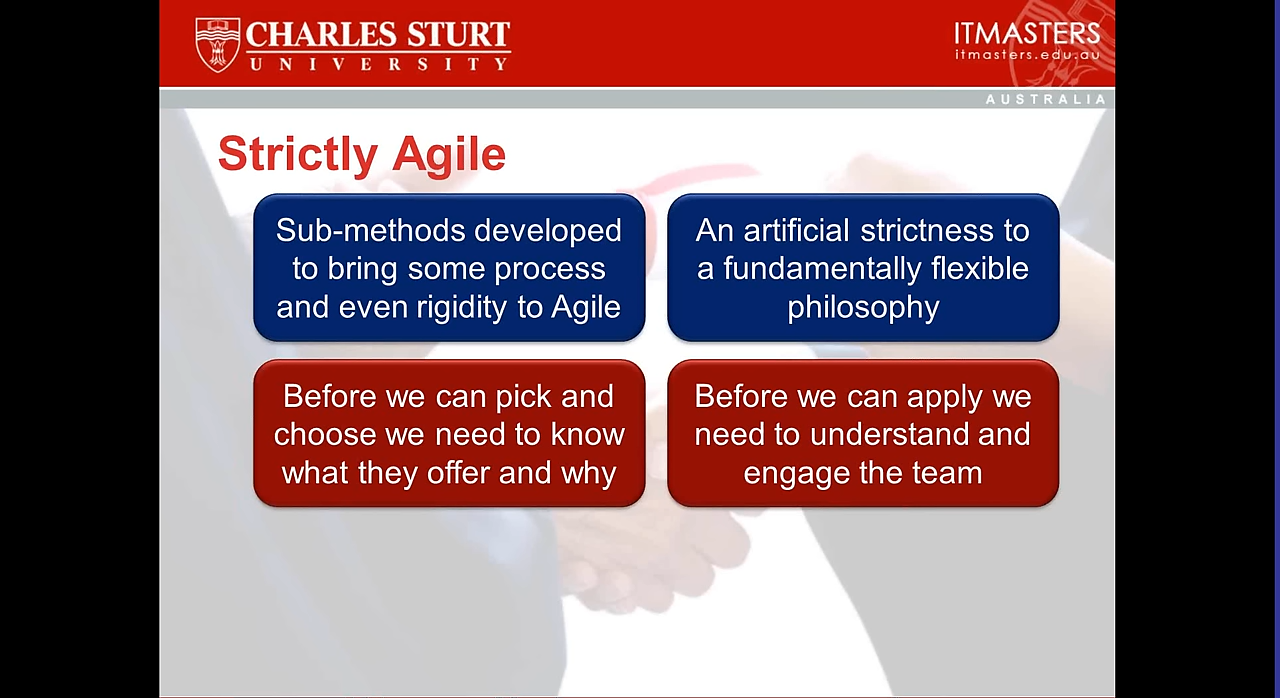 CHARLES STURT
UNIVERSITY
ITMASTERS
itmasters.edu.au
AUSTRALIA
Strictly Agile
Sub-methods developed
to bring some process
and even rigidity to Agile
An artificial strictness to
a fundamentally flexible
philosophy
Before we can pick and
choose we need to know
what they offer and why
Before we can apply we
need to understand and
engage the team